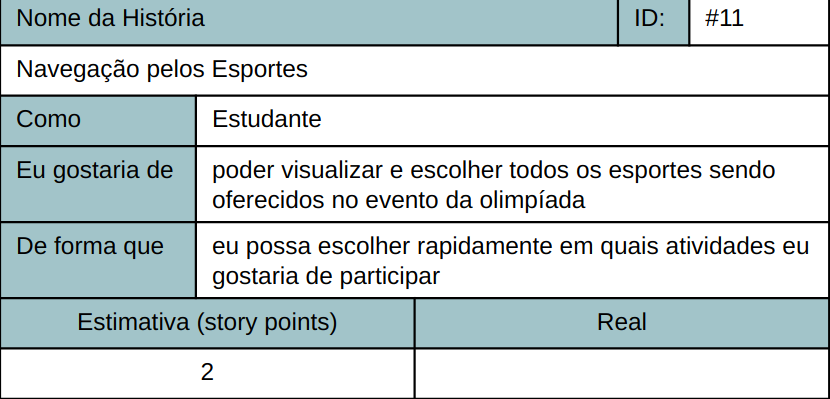 Nome da História ID: #11
Navegação pelos Esportes
Como Estudante
Eu gostaria de poder visualizar e escolher todos os esportes sendo
oferecidos no evento da olimpíada
De forma que eu possa escolher rapidamente em quais atividades eu
gostaria de participar
Estimativa (story points) Real
2